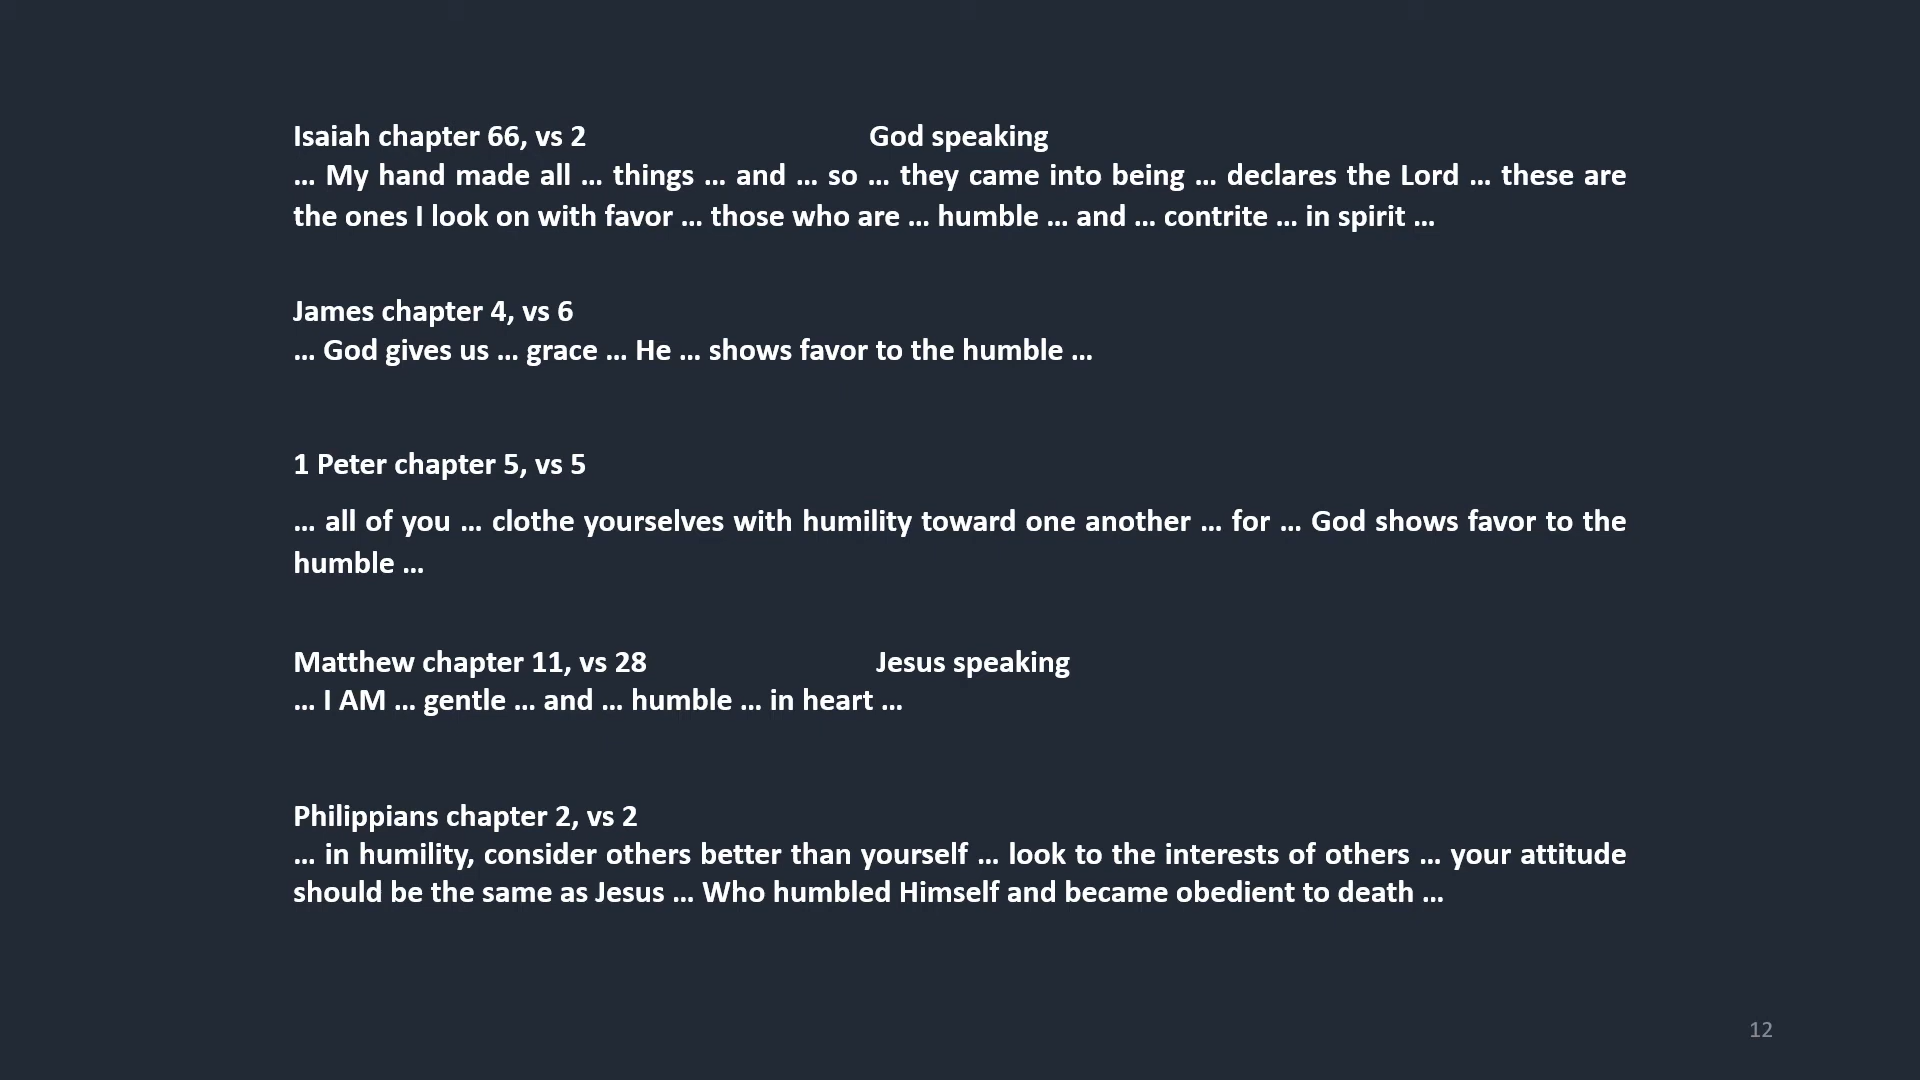 Isaiah chapter 66, vs 2 God speaking
... My hand made all ... things ... and ... so ... they came into being ... declares the Lord ... these are
the ones I look on with favor ... those who are ... humble ... and ... contrite ... in spirit ...
James chapter 4, vs 6
... God gives us ... grace ... He ... shows favor to the humble ...
1 Peter chapter 5, vs 5
... all of you ... clothe yourselves with humility toward one another ... for ... God shows favor to the
humble ...
Matthew chapter 11, vs 28 Jesus speaking
... I AM ... gentle ... and ... humble ... in heart ...
Philippians chapter 2, vs 2
... in humility, consider others better than yourself ... look to the interests of others ... your attitude
should be the same as Jesus ... Who humbled Himself and became obedient to death ...
12